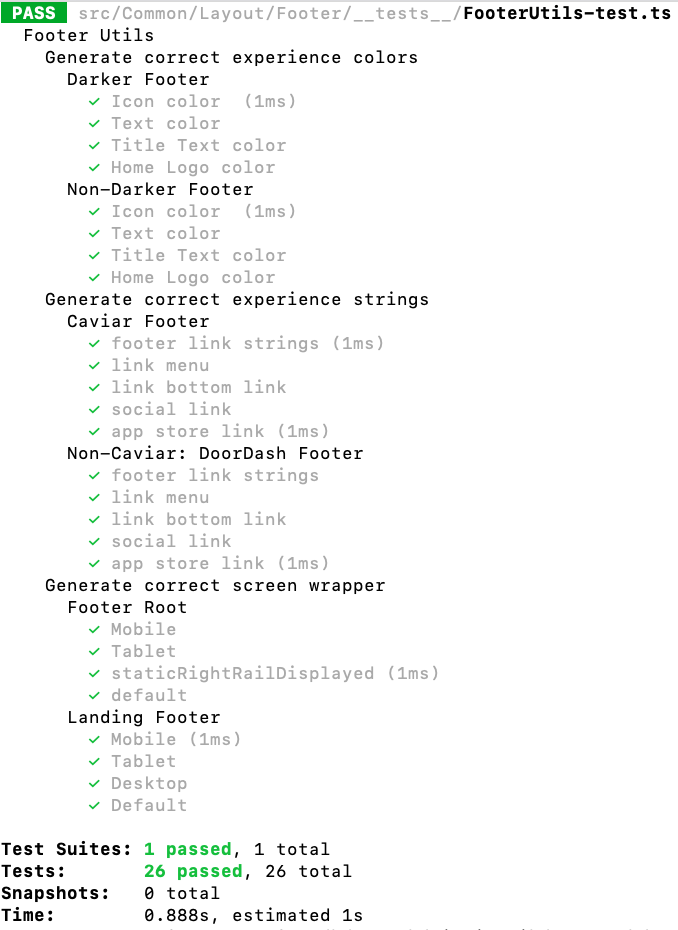 PASS src/Common/Layout/Footer/__tests__/FooterUtils-test.ts
Footer Utils
Generate correct experience colors
Darker Footer
✓ Icon color (1ms)
✓ Text color
✓ Title Text color
✓ Home Logo color
Non-Darker Footer
✓ Icon color (1ms)
✓ Text color
✓ Title Text color
✓ Home Logo color
Generate correct experience strings
Caviar Footer
✓ footer link strings (1ms)
✓ link menu
✓ link bottom link
✓ social link
✓ app store link (1ms)
Non-Caviar: DoorDash Footer
✓ footer link strings
✓ link menu
✓ link bottom link
✓ social link
✓ app store link (1ms)
Generate correct screen wrapper
Footer Root
✓ Mobile
✓ Tablet
✓ staticRightRailDisplayed (1ms)
✓ default
Landing Footer
✓ Mobile (1ms)
✓ Tablet
✓ Desktop
✓ Default
Test Suites: 1 passed, 1 total
Tests: 26 passed, 26 total
Snapshots: 0 total
Time: 0.888s, estimated 1s